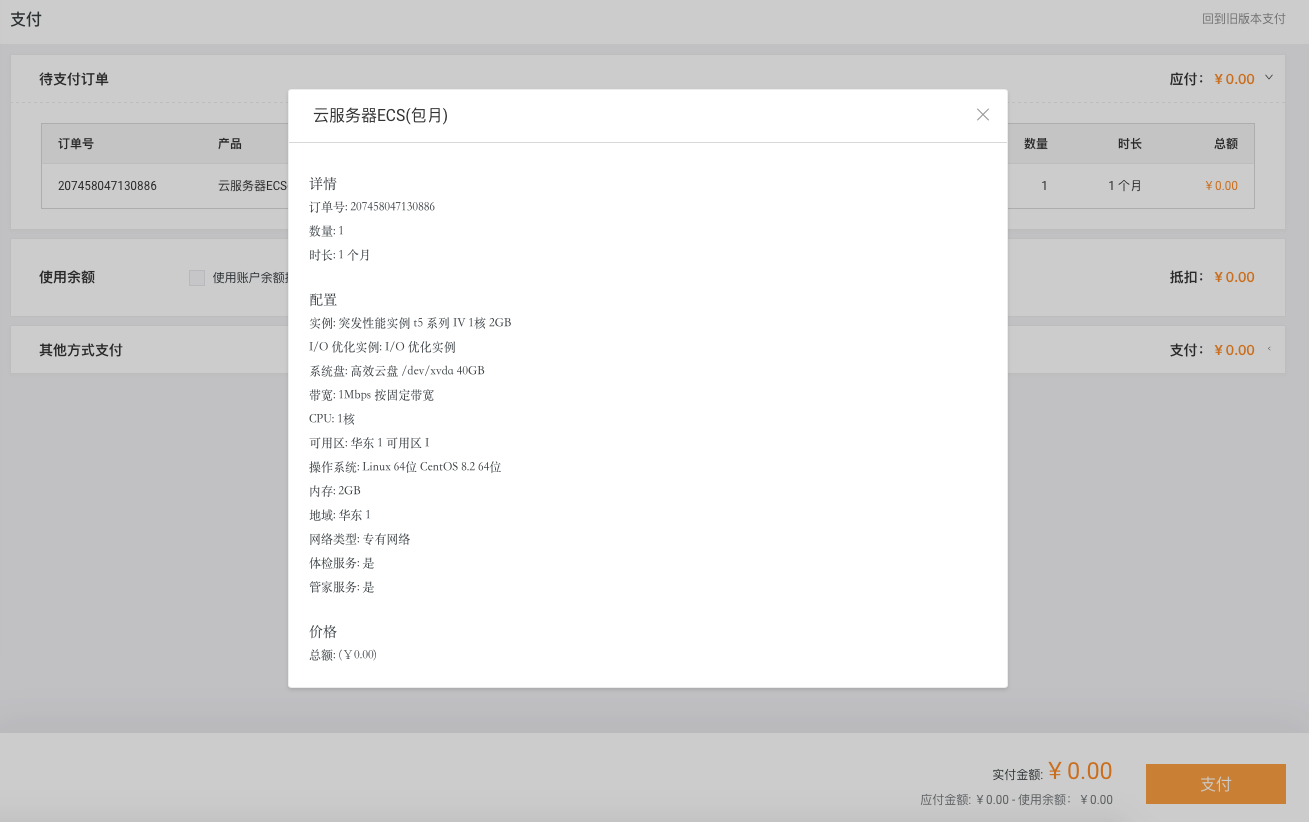 支付
回到旧版本支付
待支付订单
应付: ¥ 0.00
订单号 产品 数量 时长 总额
207458047130886 云服务器ECS 1 1 个月 ¥ 0.00
使用余额 使用账户余额
抵扣: ¥ 0.00
其他方式支付
支付: ¥ 0.00
云服务器ECS(包月)
详情
订单号: 207458047130886
数量: 1
时长: 1 个月
配置
实例: 突发性能实例 t5 系列 IV 1核 2GB
I/O 优化实例: I/O 优化实例
系统盘: 高效云盘 /dev/xvda 40GB
带宽: 1Mbps 按固定带宽
CPU: 1核
可用区: 华东 1 可用区 I
操作系统: Linux 64位 CentOS 8.2 64位
内存: 2GB
地域: 华东 1
网络类型: 专有网络
体检服务: 是
管家服务: 是
价格
总额: (￥0.00)
实付金额: ¥ 0.00
应付金额: ¥ 0.00 - 使用余额: ¥ 0.00
支付